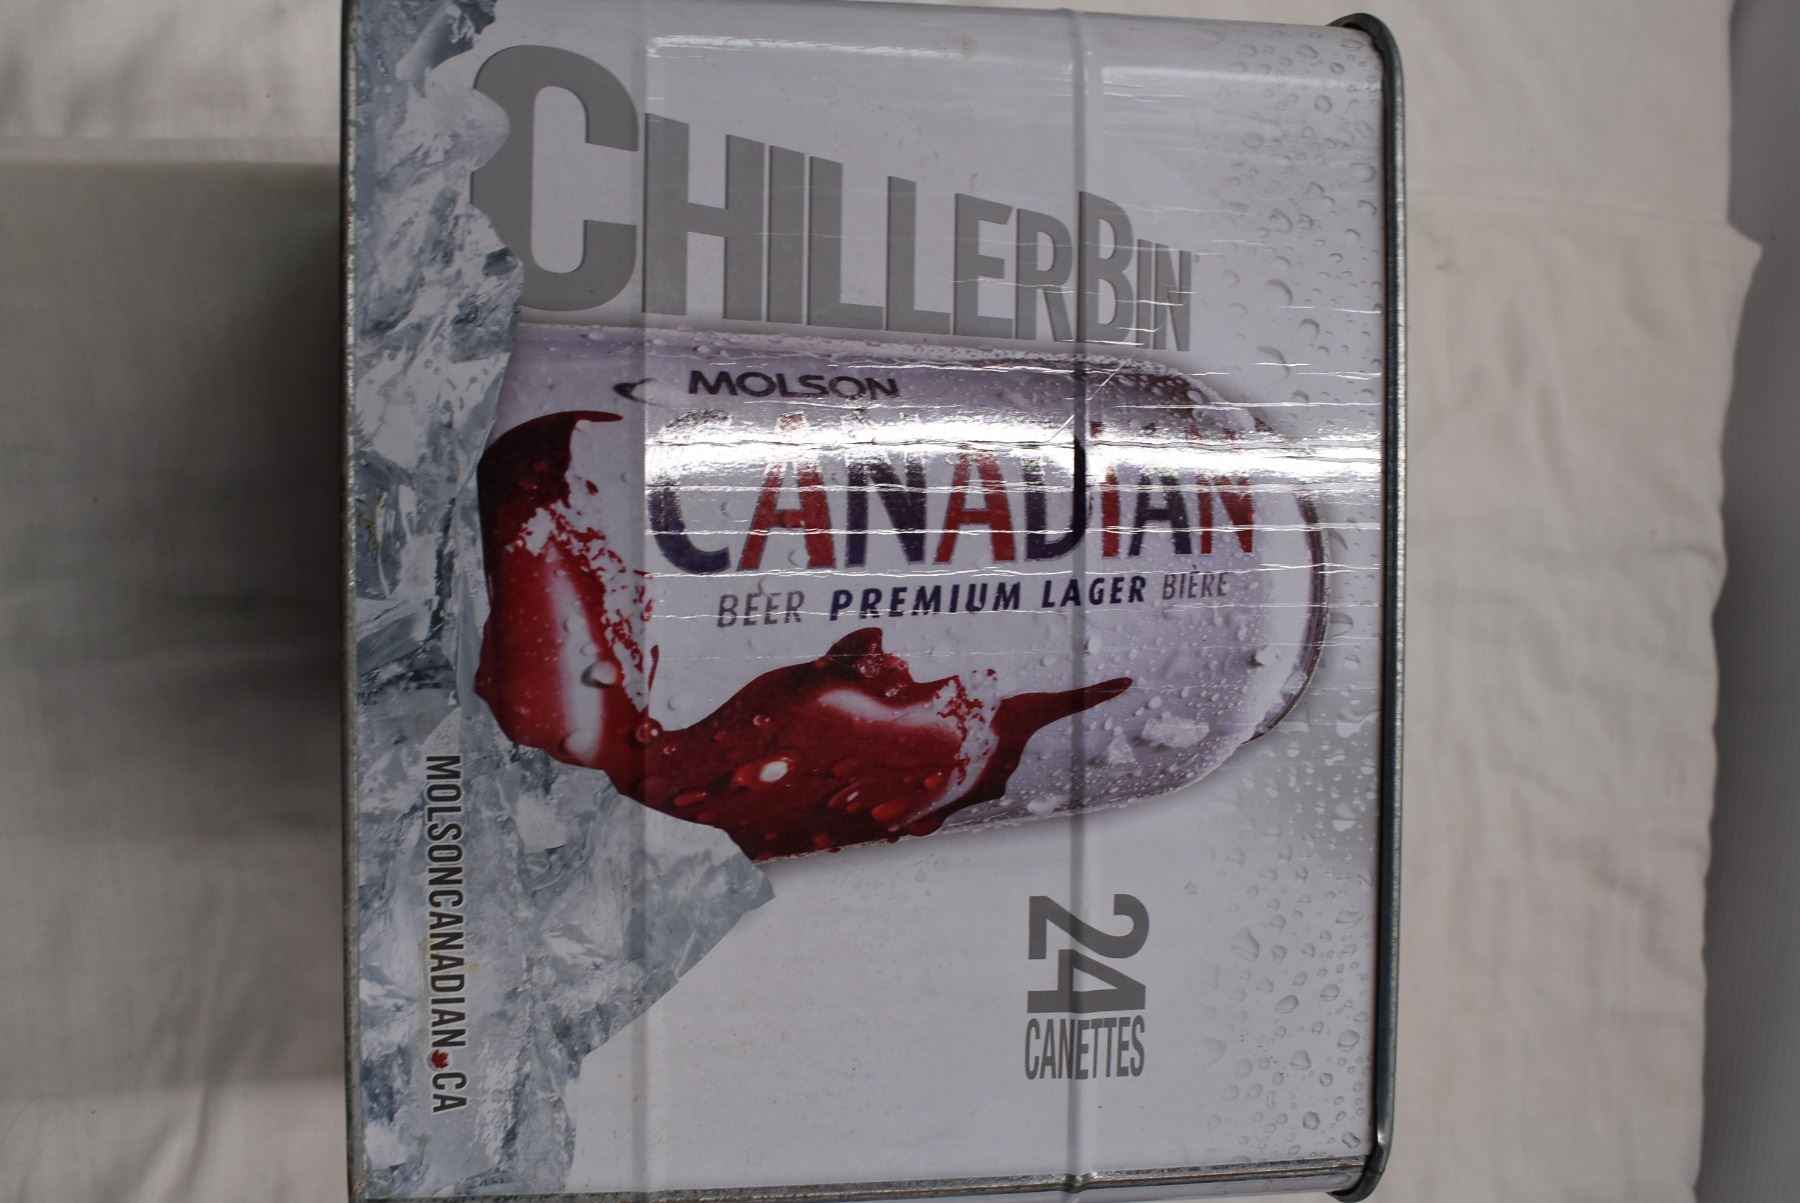 CHILLERBIN
MOLSON
CANADIAN
BEER PREMIUM LAGER BIÈRE
24
CANETTES
MOLSONCANADIAN.CA